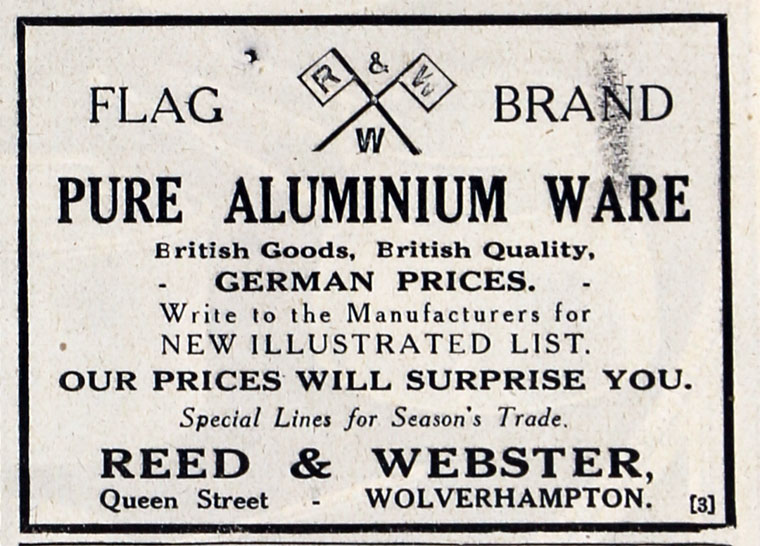 R & W
FLAG BRAND
W
PURE ALUMINIUM WARE
British Goods, British Quality,
- GERMAN PRICES. -
Write to the Manufacturers for
NEW ILLUSTRATED LIST.
OUR PRICES WILL SURPRISE YOU.
Special Lines for Season's Trade.
REED & WEBSTER,
Queen Street - WOLVERHAMPTON. [3]